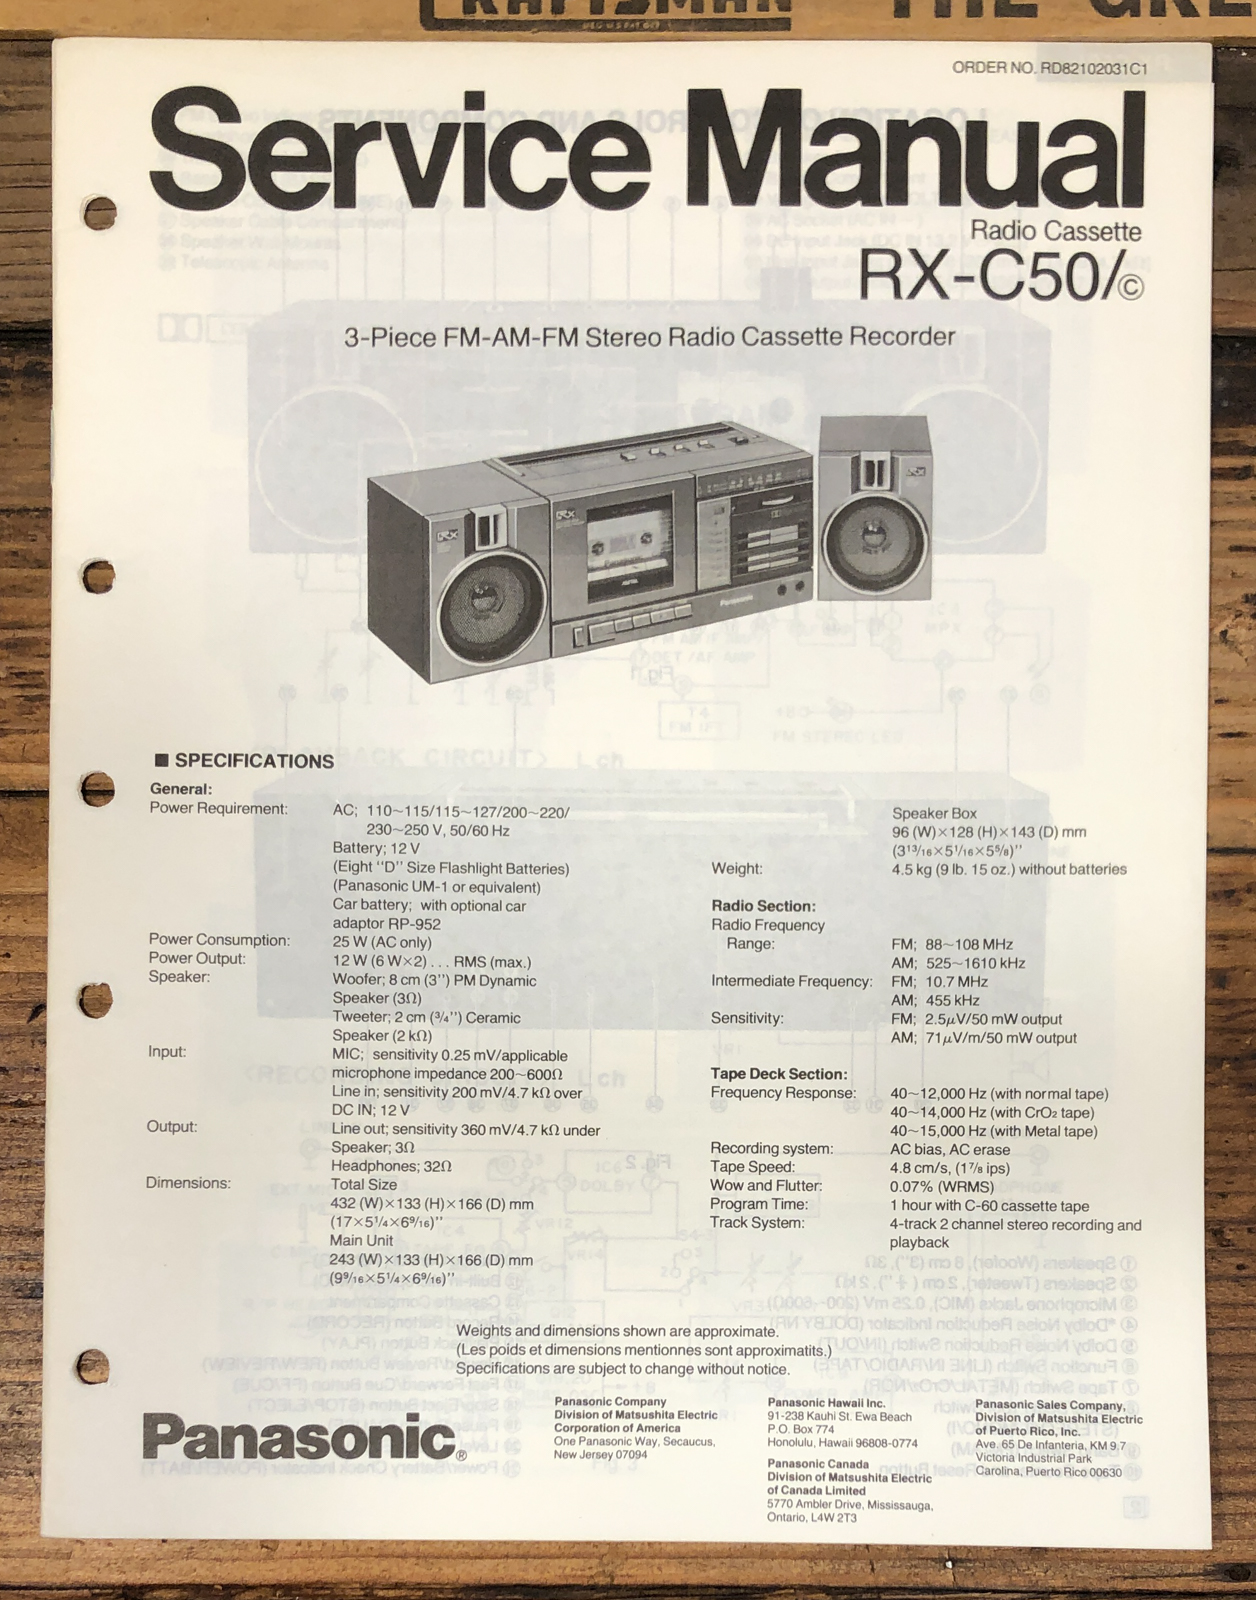 KRAFTSMAN THE GRE
ORDER NO. RD82102031C1
Service Manual
Radio Cassette
RX-C50/©
3-Piece FM-AM-FM Stereo Radio Cassette Recorder
RX
RX
RX
Panasonic
■ SPECIFICATIONS
General:
Power Requirement: AC; 110~115/115~127/200~220/
230~250 V, 50/60 Hz
Battery; 12 V
(Eight "D" Size Flashlight Batteries)
(Panasonic UM-1 or equivalent)
Car battery; with optional car
adaptor RP-952
Power Consumption: 25 W (AC only)
Power Output: 12 W (6 W×2) . . . RMS (max.)
Speaker: Woofer; 8 cm (3") PM Dynamic
Speaker (3Ω)
Tweeter; 2 cm (3/4") Ceramic
Speaker (2 kΩ)
Input: MIC; sensitivity 0.25 mV/applicable
microphone impedance 200~600Ω
Line in; sensitivity 200 mV/4.7 kΩ over
DC IN; 12 V
Output: Line out; sensitivity 360 mV/4.7 kΩ under
Speaker; 3Ω
Headphones; 32Ω
Dimensions: Total Size
432 (W)×133 (H)×166 (D) mm
(17×5 1/4×6 9/16)"
Main Unit
243 (W)×133 (H)×166 (D) mm
(9 9/16×5 1/4×6 9/16)"
Speaker Box
96 (W)×128 (H)×143 (D) mm
(3 13/16×5 1/16×5 5/8)"
Weight: 4.5 kg (9 lb. 15 oz.) without batteries
Radio Section:
Radio Frequency
Range: FM; 88~108 MHz
AM; 525~1610 kHz
Intermediate Frequency: FM; 10.7 MHz
AM; 455 kHz
Sensitivity: FM; 2.5μV/50 mW output
AM; 71μV/m/50 mW output
Tape Deck Section:
Frequency Response: 40~12,000 Hz (with normal tape)
40~14,000 Hz (with CrO2 tape)
40~15,000 Hz (with Metal tape)
Recording system: AC bias, AC erase
Tape Speed: 4.8 cm/s, (1 7/8 ips)
Wow and Flutter: 0.07% (WRMS)
Program Time: 1 hour with C-60 cassette tape
Track System: 4-track 2 channel stereo recording and
playback
Weights and dimensions shown are approximate.
(Les poids et dimensions mentionnes sont approximatits.)
Specifications are subject to change without notice.
Panasonic®
Panasonic Company
Division of Matsushita Electric
Corporation of America
One Panasonic Way, Secaucus,
New Jersey 07094
Panasonic Hawaii Inc.
91-238 Kauhi St. Ewa Beach
P.O. Box 774
Honolulu, Hawaii 96808-0774
Panasonic Canada
Division of Matsushita Electric
of Canada Limited
5770 Ambler Drive, Mississauga,
Ontario, L4W 2T3
Panasonic Sales Company,
Division of Matsushita Electric
of Puerto Rico, Inc.
Ave. 65 De Infanteria, KM 9.7
Victoria Industrial Park
Carolina, Puerto Rico 00630